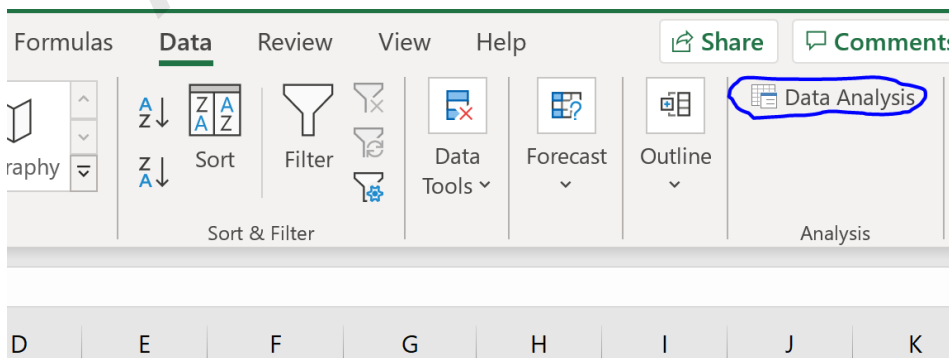 Formulas Data Review View Help Share Comments
Data Analysis
raphy Sort Filter Data Tools Forecast Outline
Sort & Filter Analysis
D E F G H I J K